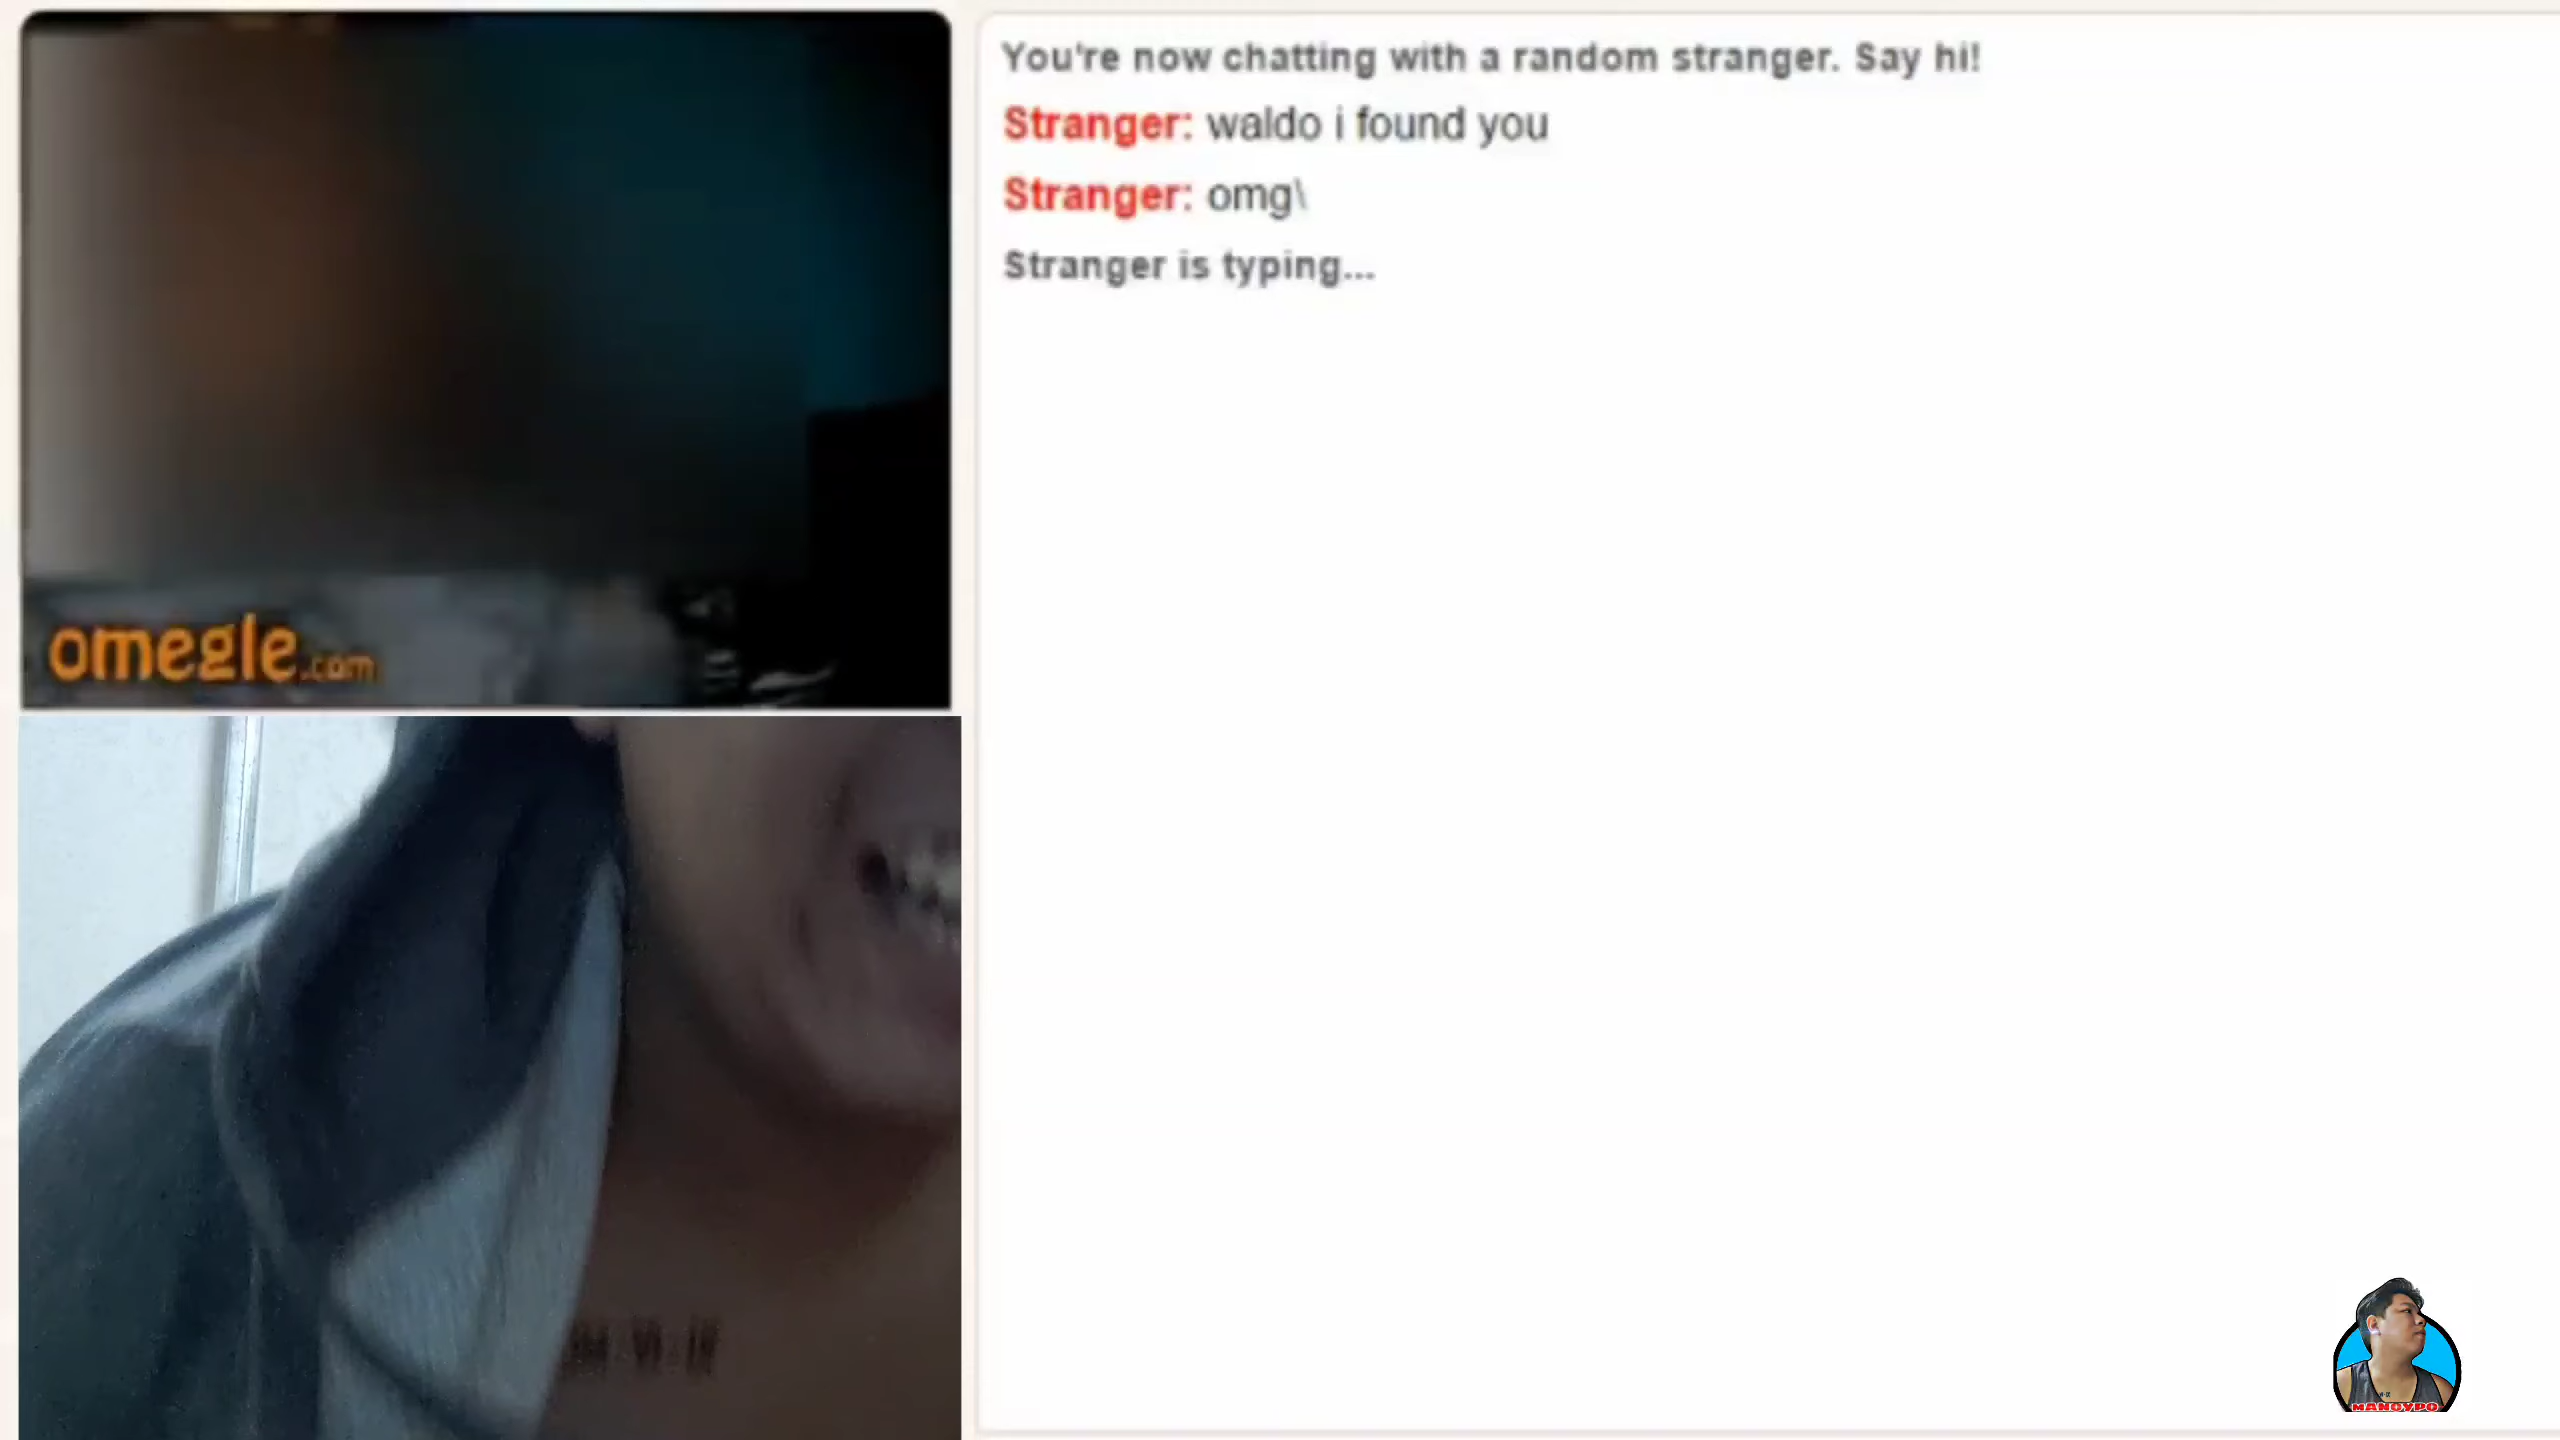 You're now chatting with a random stranger. Say hi!
Stranger: waldo i found you
Stranger: omg\
Stranger is typing...
omegle.com
MANCYPO